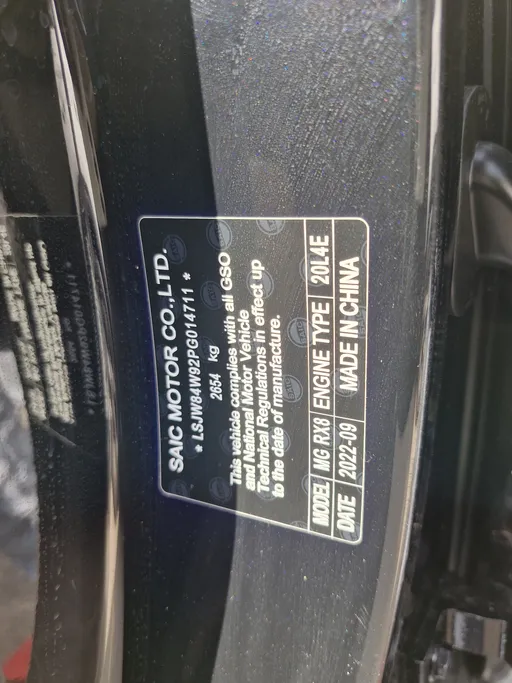 SAIC MOTOR CO.,LTD.
* LSJW84W92PG014711 *
2654 kg
This vehicle complies with all GSO
and National Motor Vehicle
Technical Regulations in effect up
to the date of manufacture.
MODEL MG RX8 ENGINE TYPE 20L4E
DATE 2022-09 MADE IN CHINA